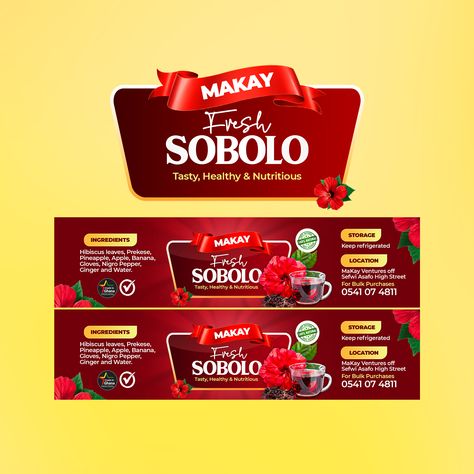 MAKAY
Fresh
SOBOLO
Tasty, Healthy & Nutritious
INGREDIENTS
Hibiscus leaves, Prekese,
Pineapple, Apple, Banana,
Gloves, Nigro Pepper,
Ginger and Water.
MAKAY
Fresh
SOBOLO
Tasty, Healthy & Nutritious
STORAGE
Keep refrigerated
LOCATION
MaKay Ventures off
Sefwi Asafo High Street
For Bulk Purchases
0541 07 4811
INGREDIENTS
Hibiscus leaves, Prekese,
Pineapple, Apple, Banana,
Gloves, Nigro Pepper,
Ginger and Water.
MAKAY
Fresh
SOBOLO
Tasty, Healthy & Nutritious
STORAGE
Keep refrigerated
LOCATION
MaKay Ventures off
Sefwi Asafo High Street
For Bulk Purchases
0541 07 4811